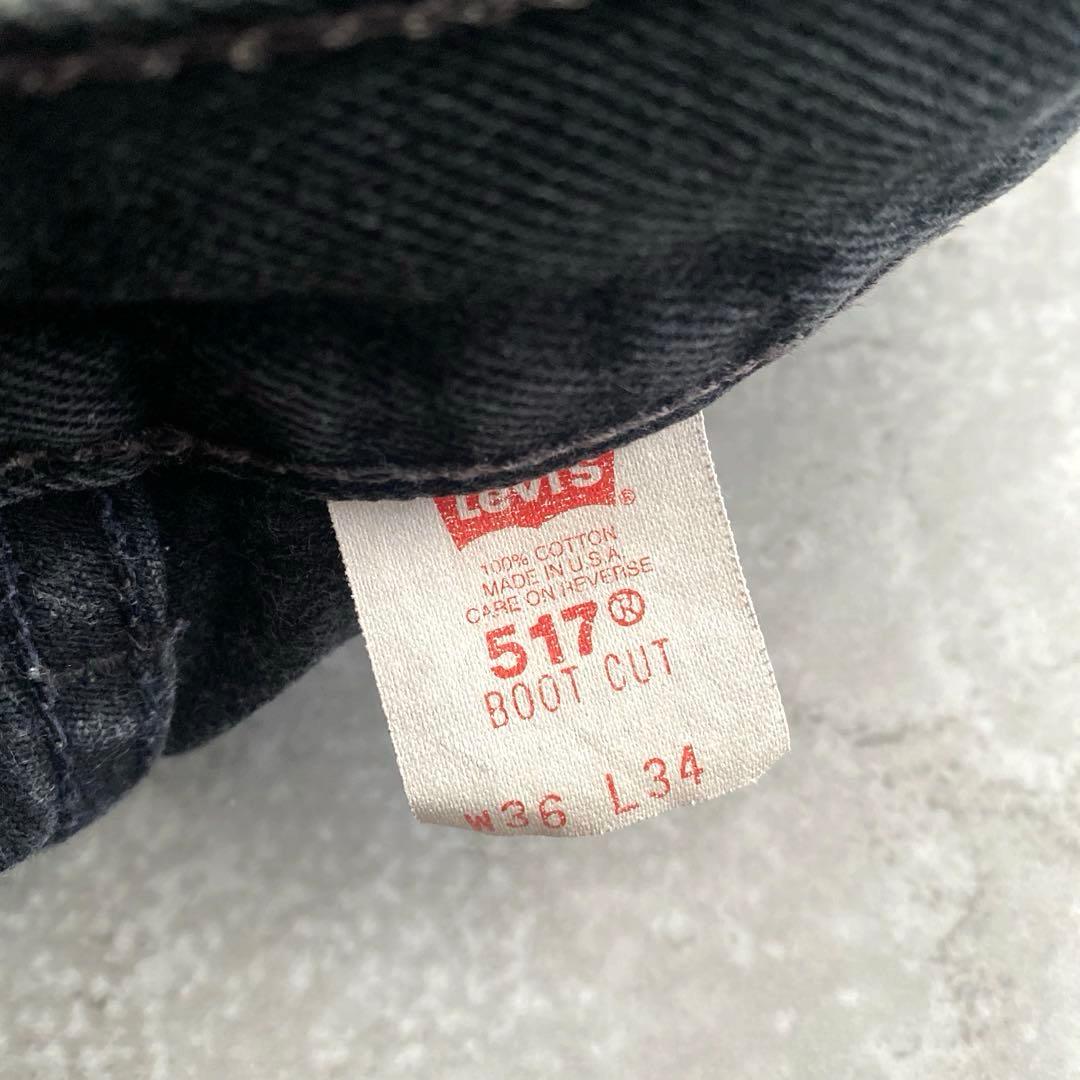 LEVI'S ®
100% COTTON
MADE IN U.S.A.
CARE ON REVERSE
517®
BOOT CUT
W36 L34